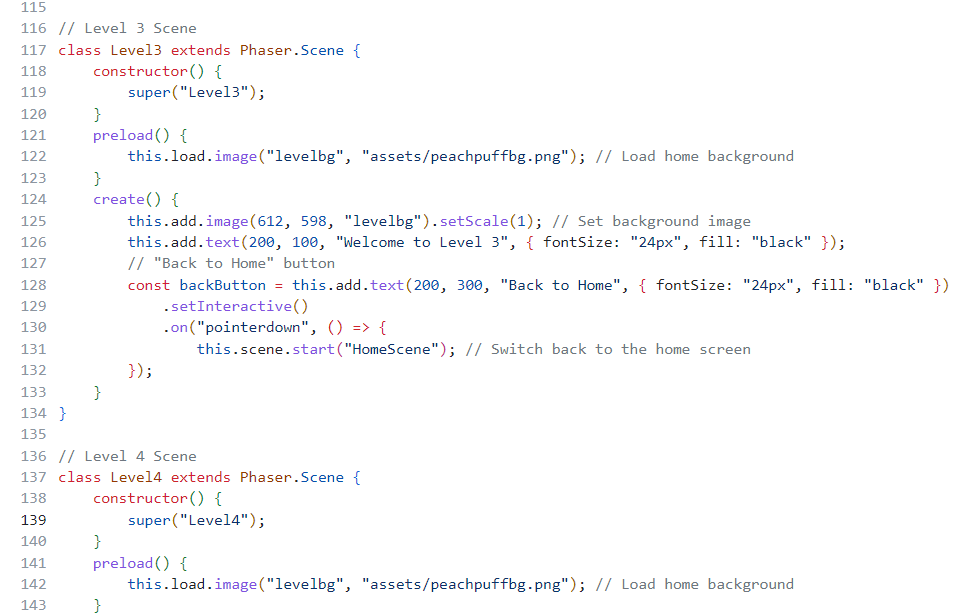 115
116 // Level 3 Scene
117 class Level3 extends Phaser.Scene {
118     constructor() {
119         super("Level3");
120     }
121     preload() {
122         this.load.image("levelbg", "assets/peachpuffbg.png"); // Load home background
123     }
124     create() {
125         this.add.image(612, 598, "levelbg").setScale(1); // Set background image
126         this.add.text(200, 100, "Welcome to Level 3", { fontSize: "24px", fill: "black" });
127         // "Back to Home" button
128         const backButton = this.add.text(200, 300, "Back to Home", { fontSize: "24px", fill: "black" })
129             .setInteractive()
130             .on("pointerdown", () => {
131                 this.scene.start("HomeScene"); // Switch back to the home screen
132         });
133     }
134 }
135
136 // Level 4 Scene
137 class Level4 extends Phaser.Scene {
138     constructor() {
139         super("Level4");
140     }
141     preload() {
142         this.load.image("levelbg", "assets/peachpuffbg.png"); // Load home background
143     }